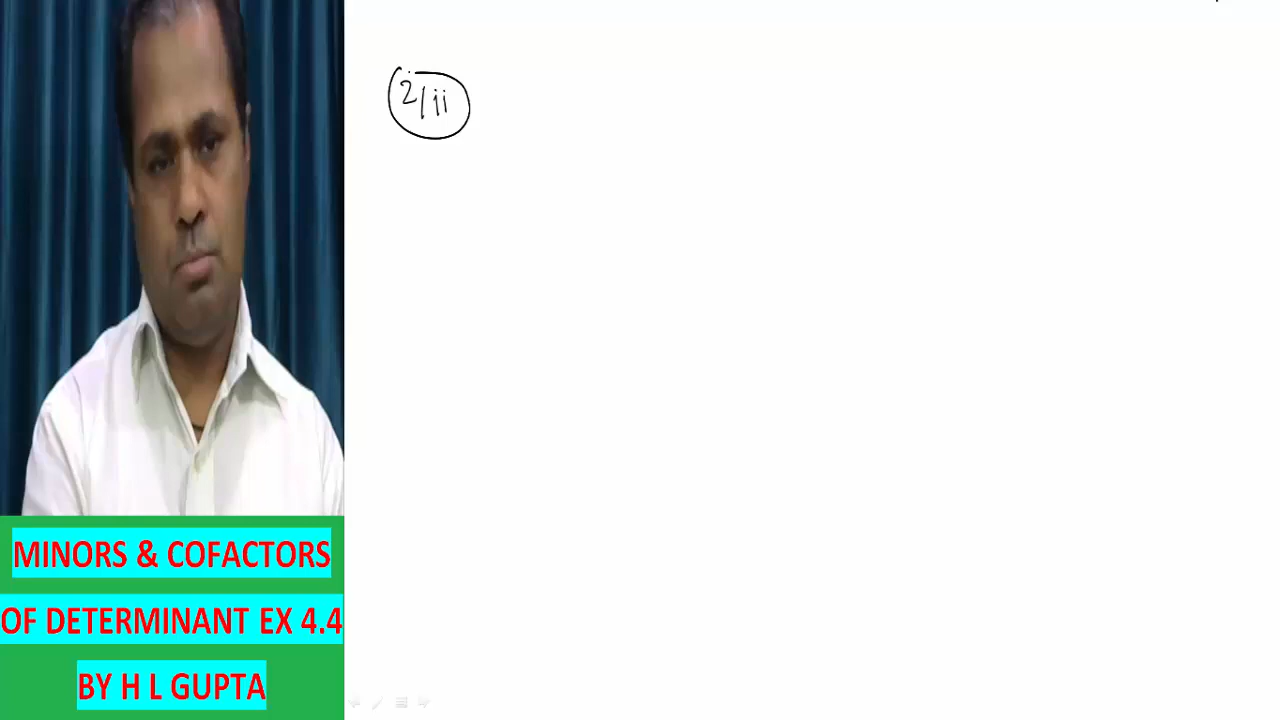 2/ii
MINORS & COFACTORS
OF DETERMINANT EX 4.4
BY H L GUPTA